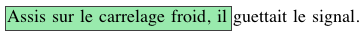 Assis sur le carrelage froid, il guettait le signal.